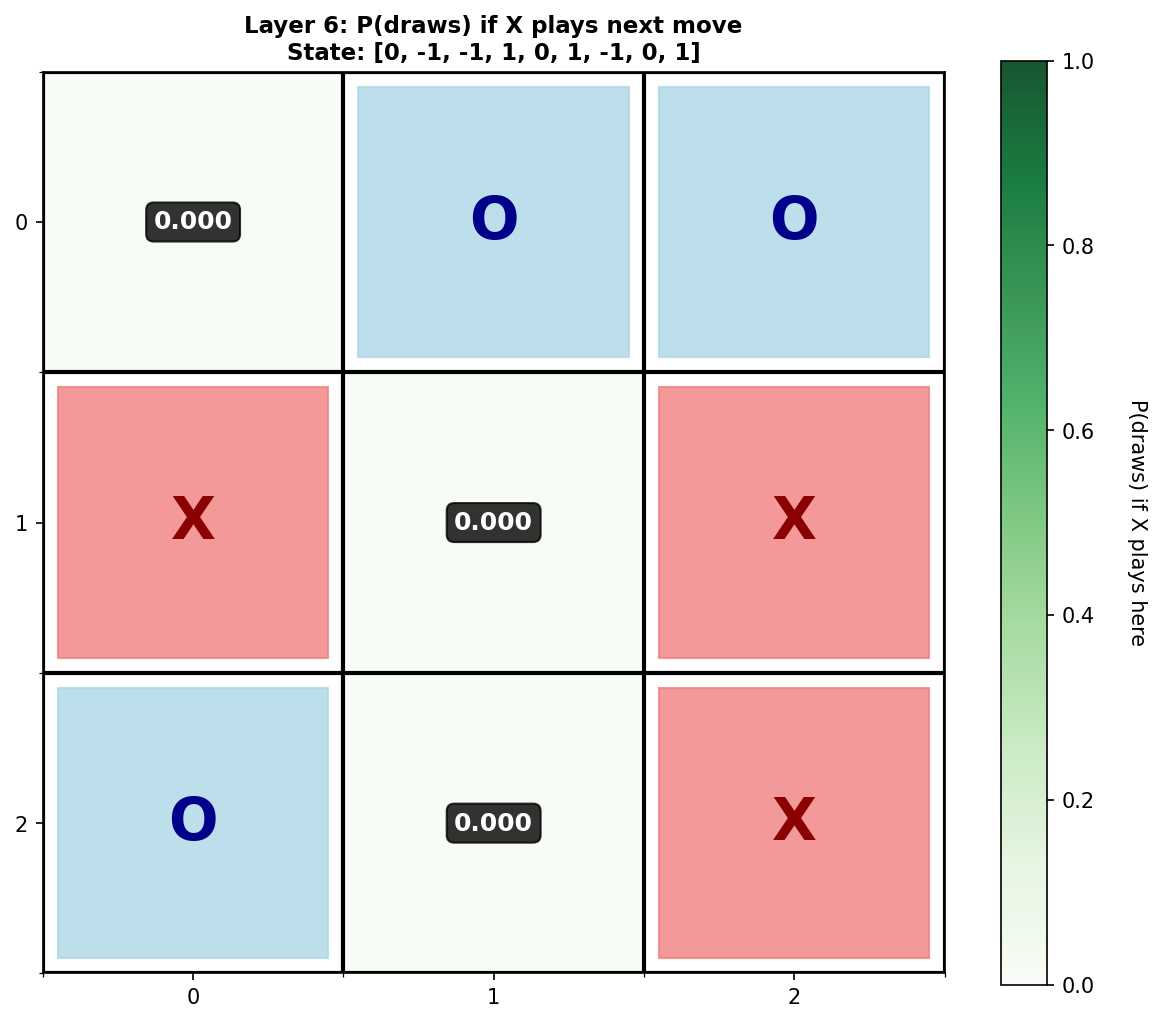 Layer 6: P(draws) if X plays next move
State: [0, -1, -1, 1, 0, 1, -1, 0, 1]
0
0.000
O
O
1
X
0.000
X
2
O
0.000
X
0
1
2
1.0
0.8
0.6
0.4
0.2
0.0
P(draws) if X plays here